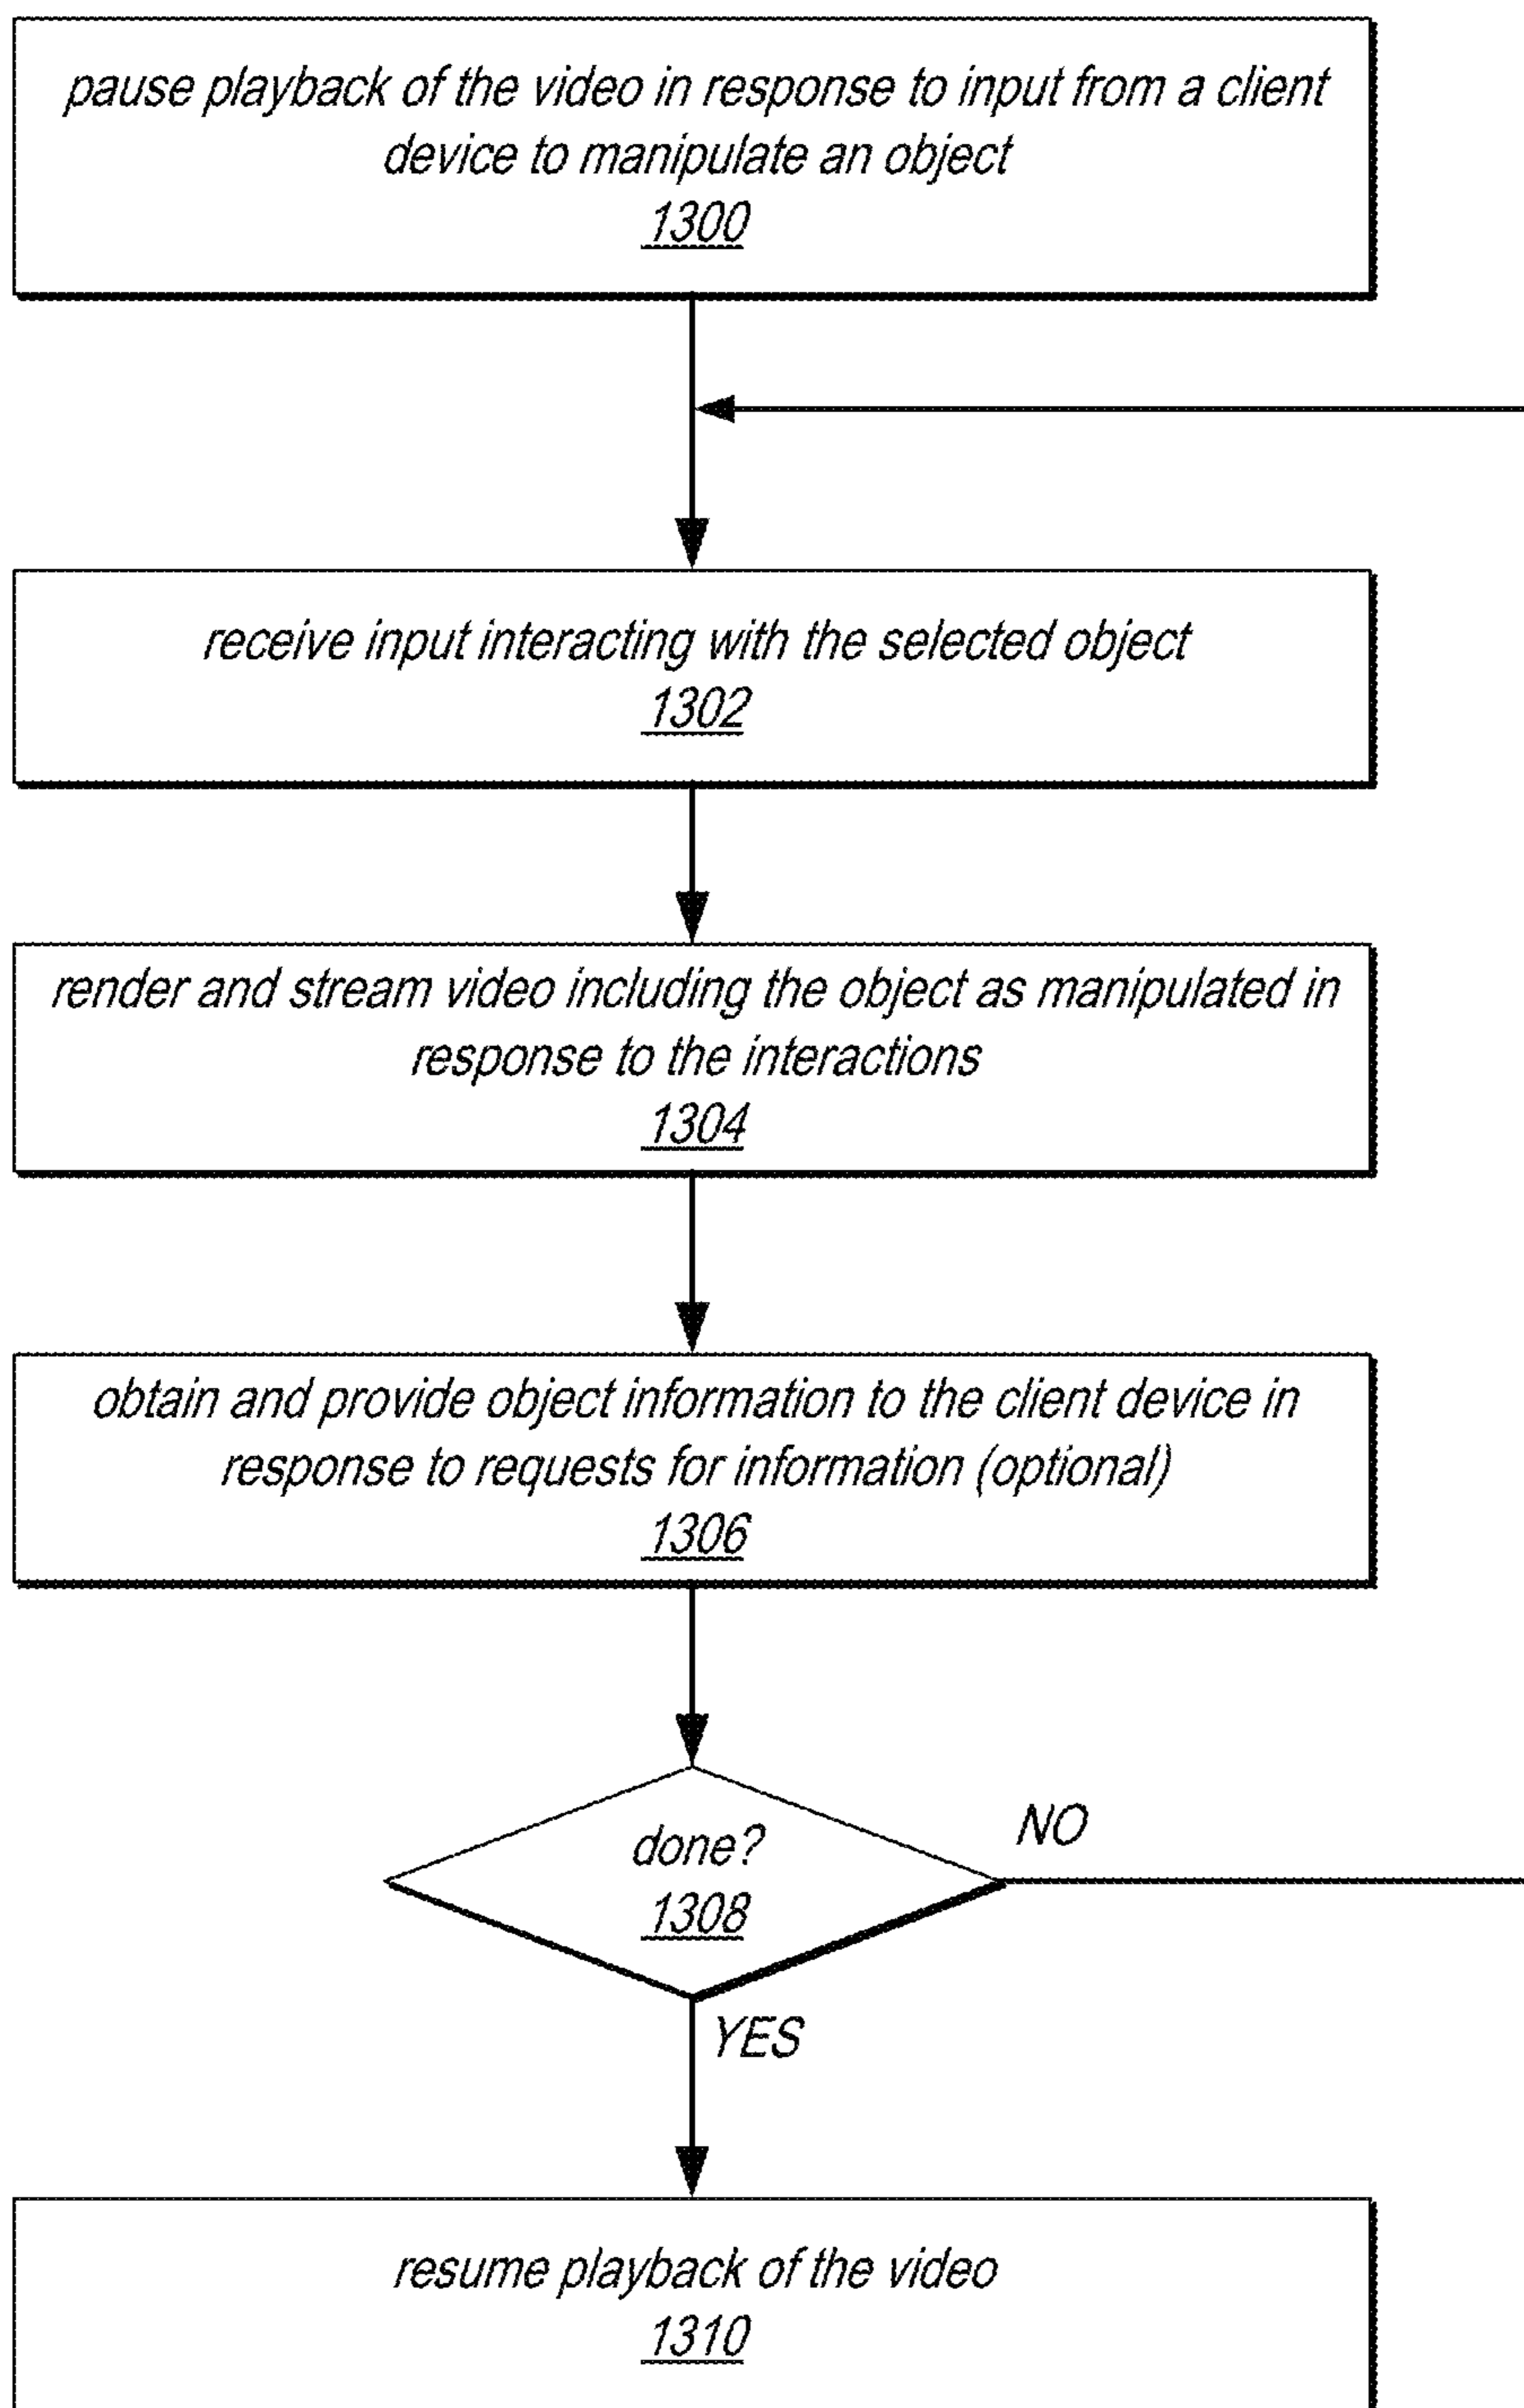 pause playback of the video in response to input from a client
device to manipulate an object
1300
receive input interacting with the selected object
1302
render and stream video including the object as manipulated in
response to the interactions
1304
obtain and provide object information to the client device in
response to requests for information (optional)
1306
done?
1308
NO
YES
resume playback of the video
1310